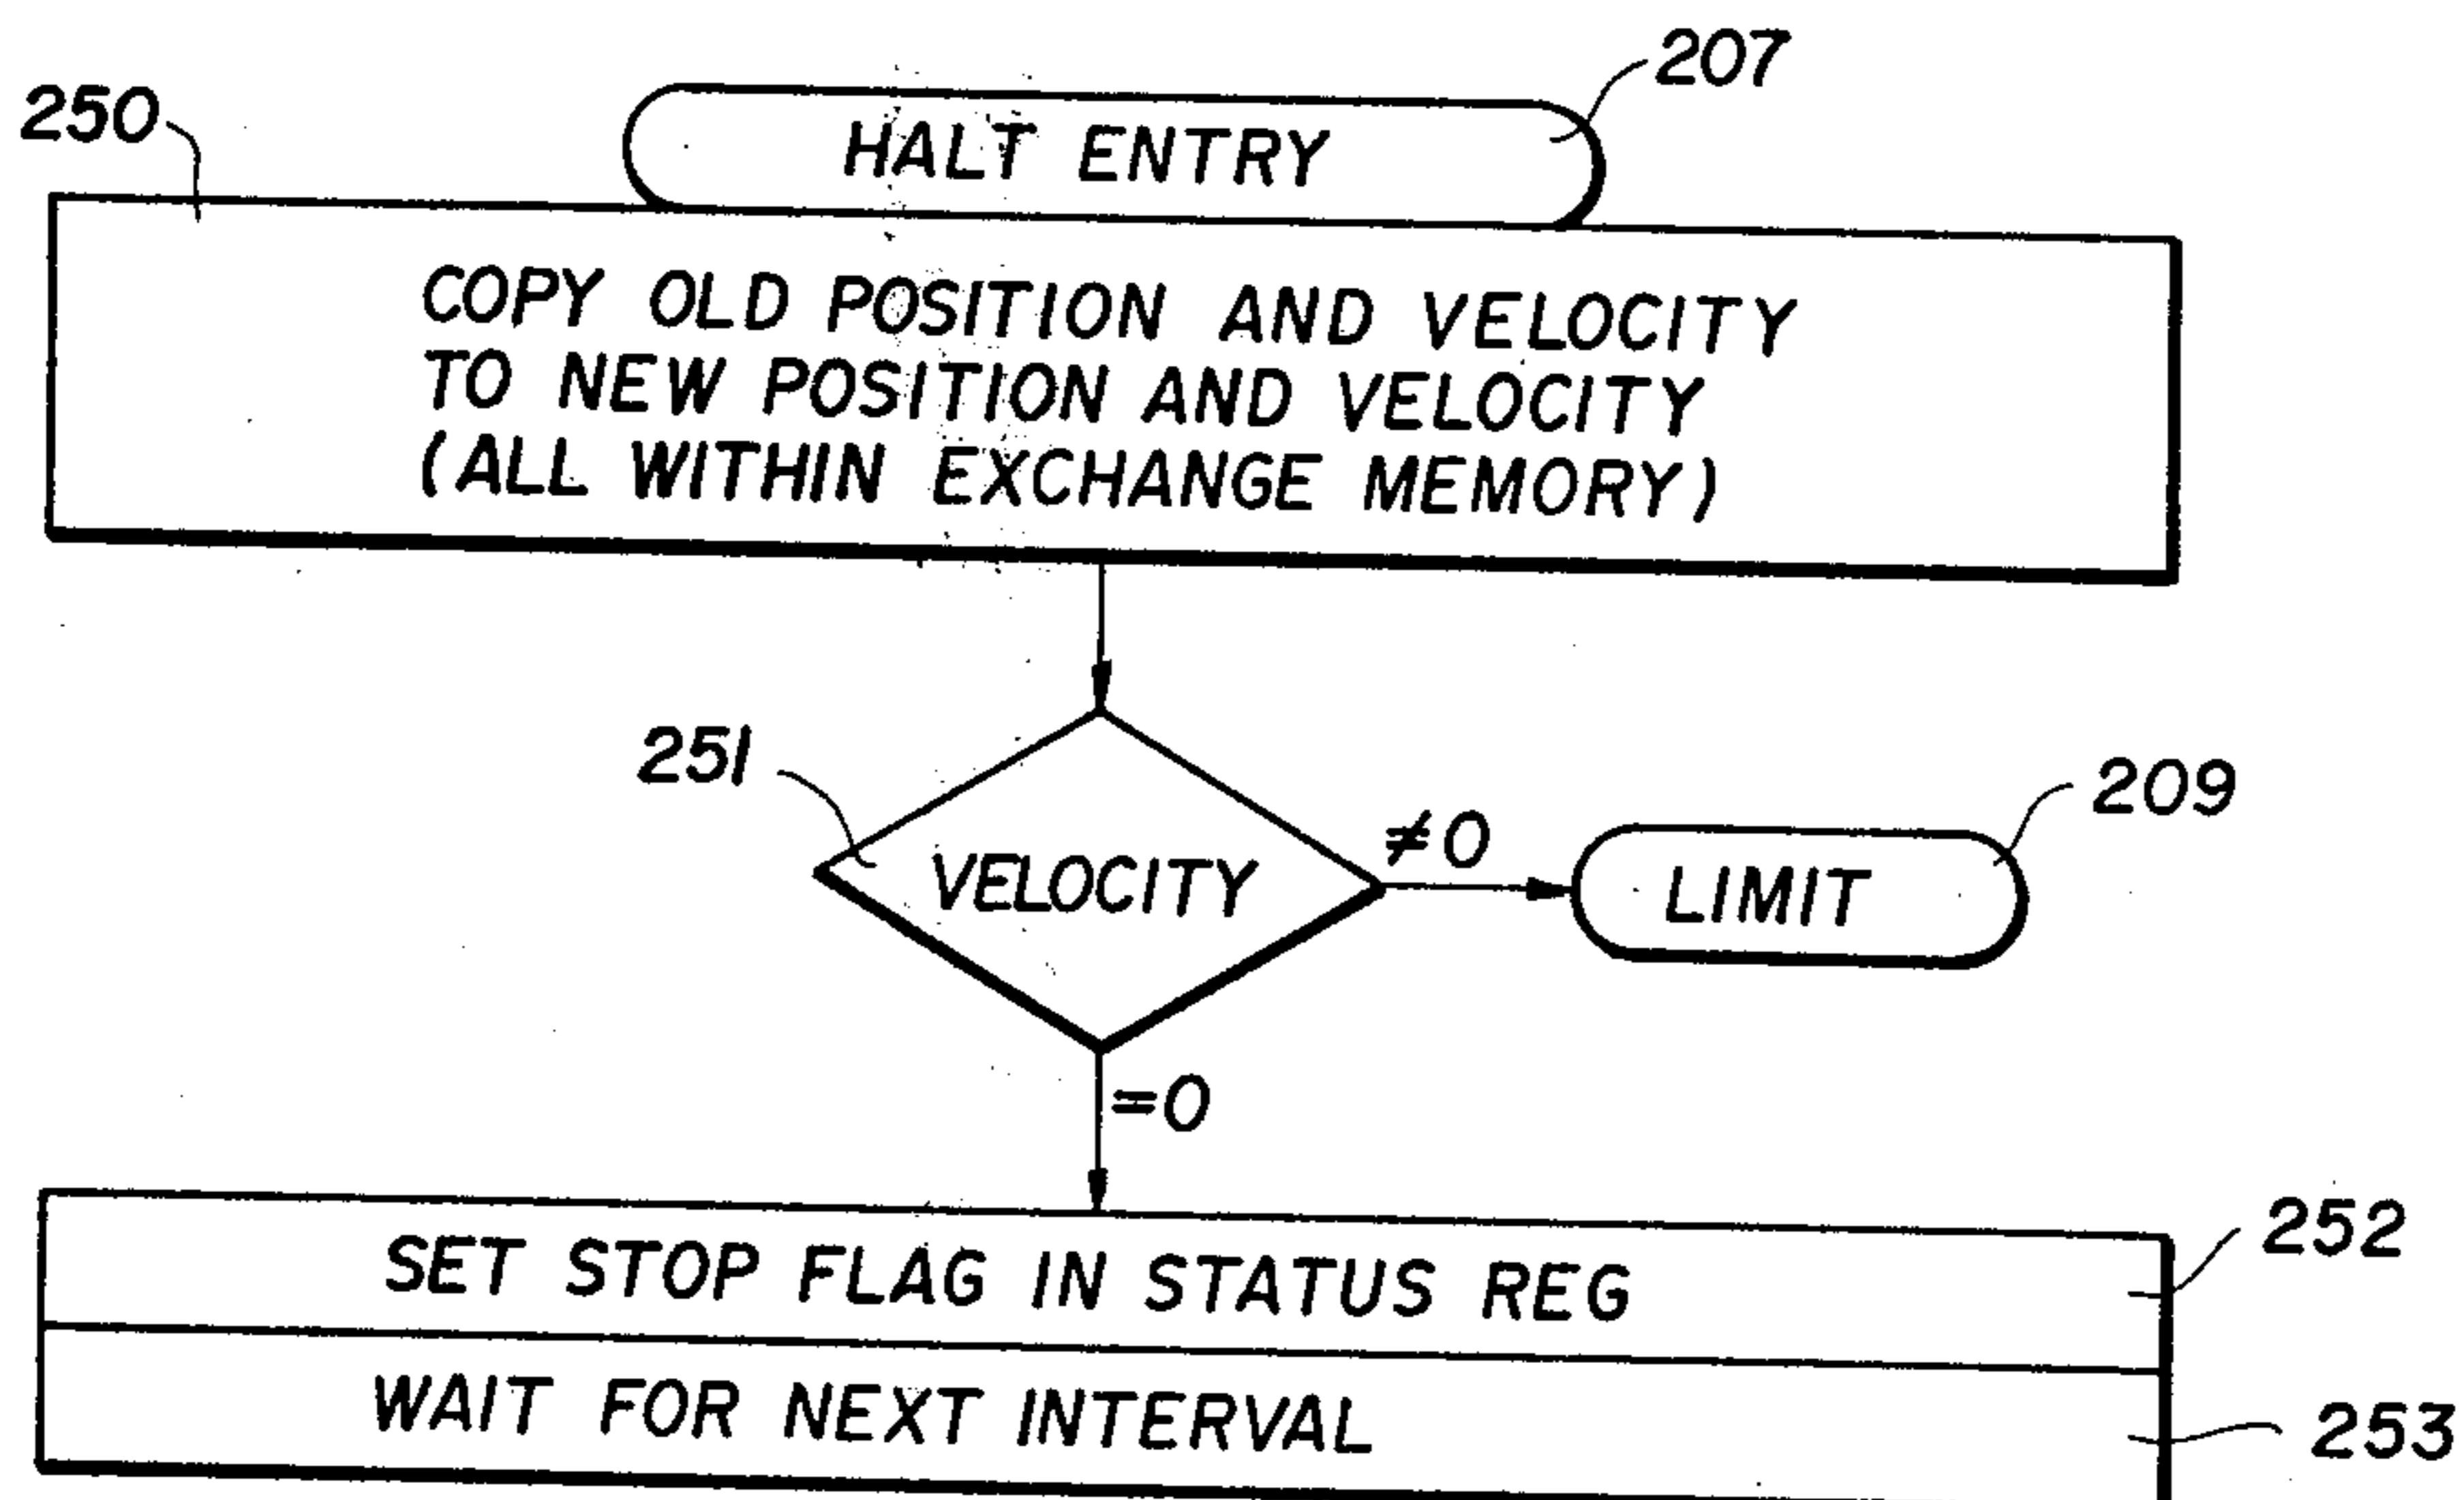 207
250
HALT ENTRY
COPY OLD POSITION AND VELOCITY
TO NEW POSITION AND VELOCITY
(ALL WITHIN EXCHANGE MEMORY)
251
209
≠0
VELOCITY
LIMIT
=0
252
SET STOP FLAG IN STATUS REG
WAIT FOR NEXT INTERVAL
253